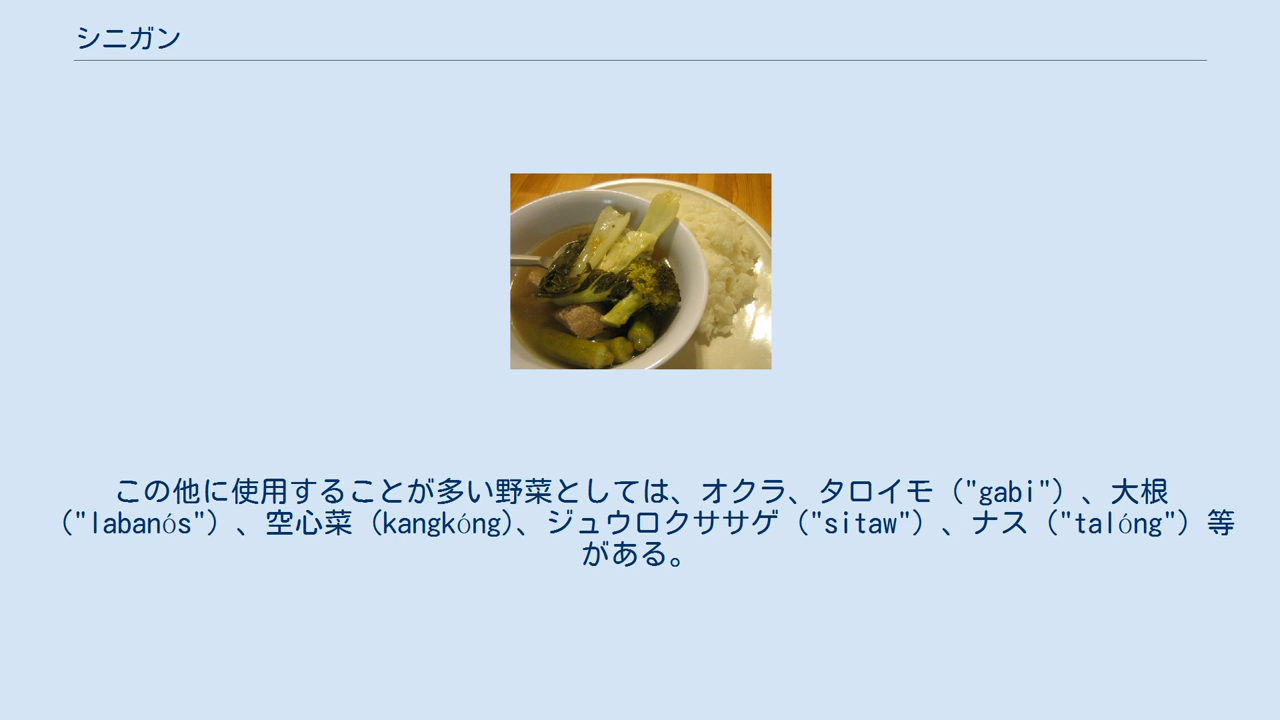 シニガン
この他に使用することが多い野菜としては、オクラ、タロイモ（"gabi"）、大根
（"labanós"）、空心菜（kangkóng)、ジュウロクササゲ（"sitaw"）、ナス（"talóng"）等
がある。